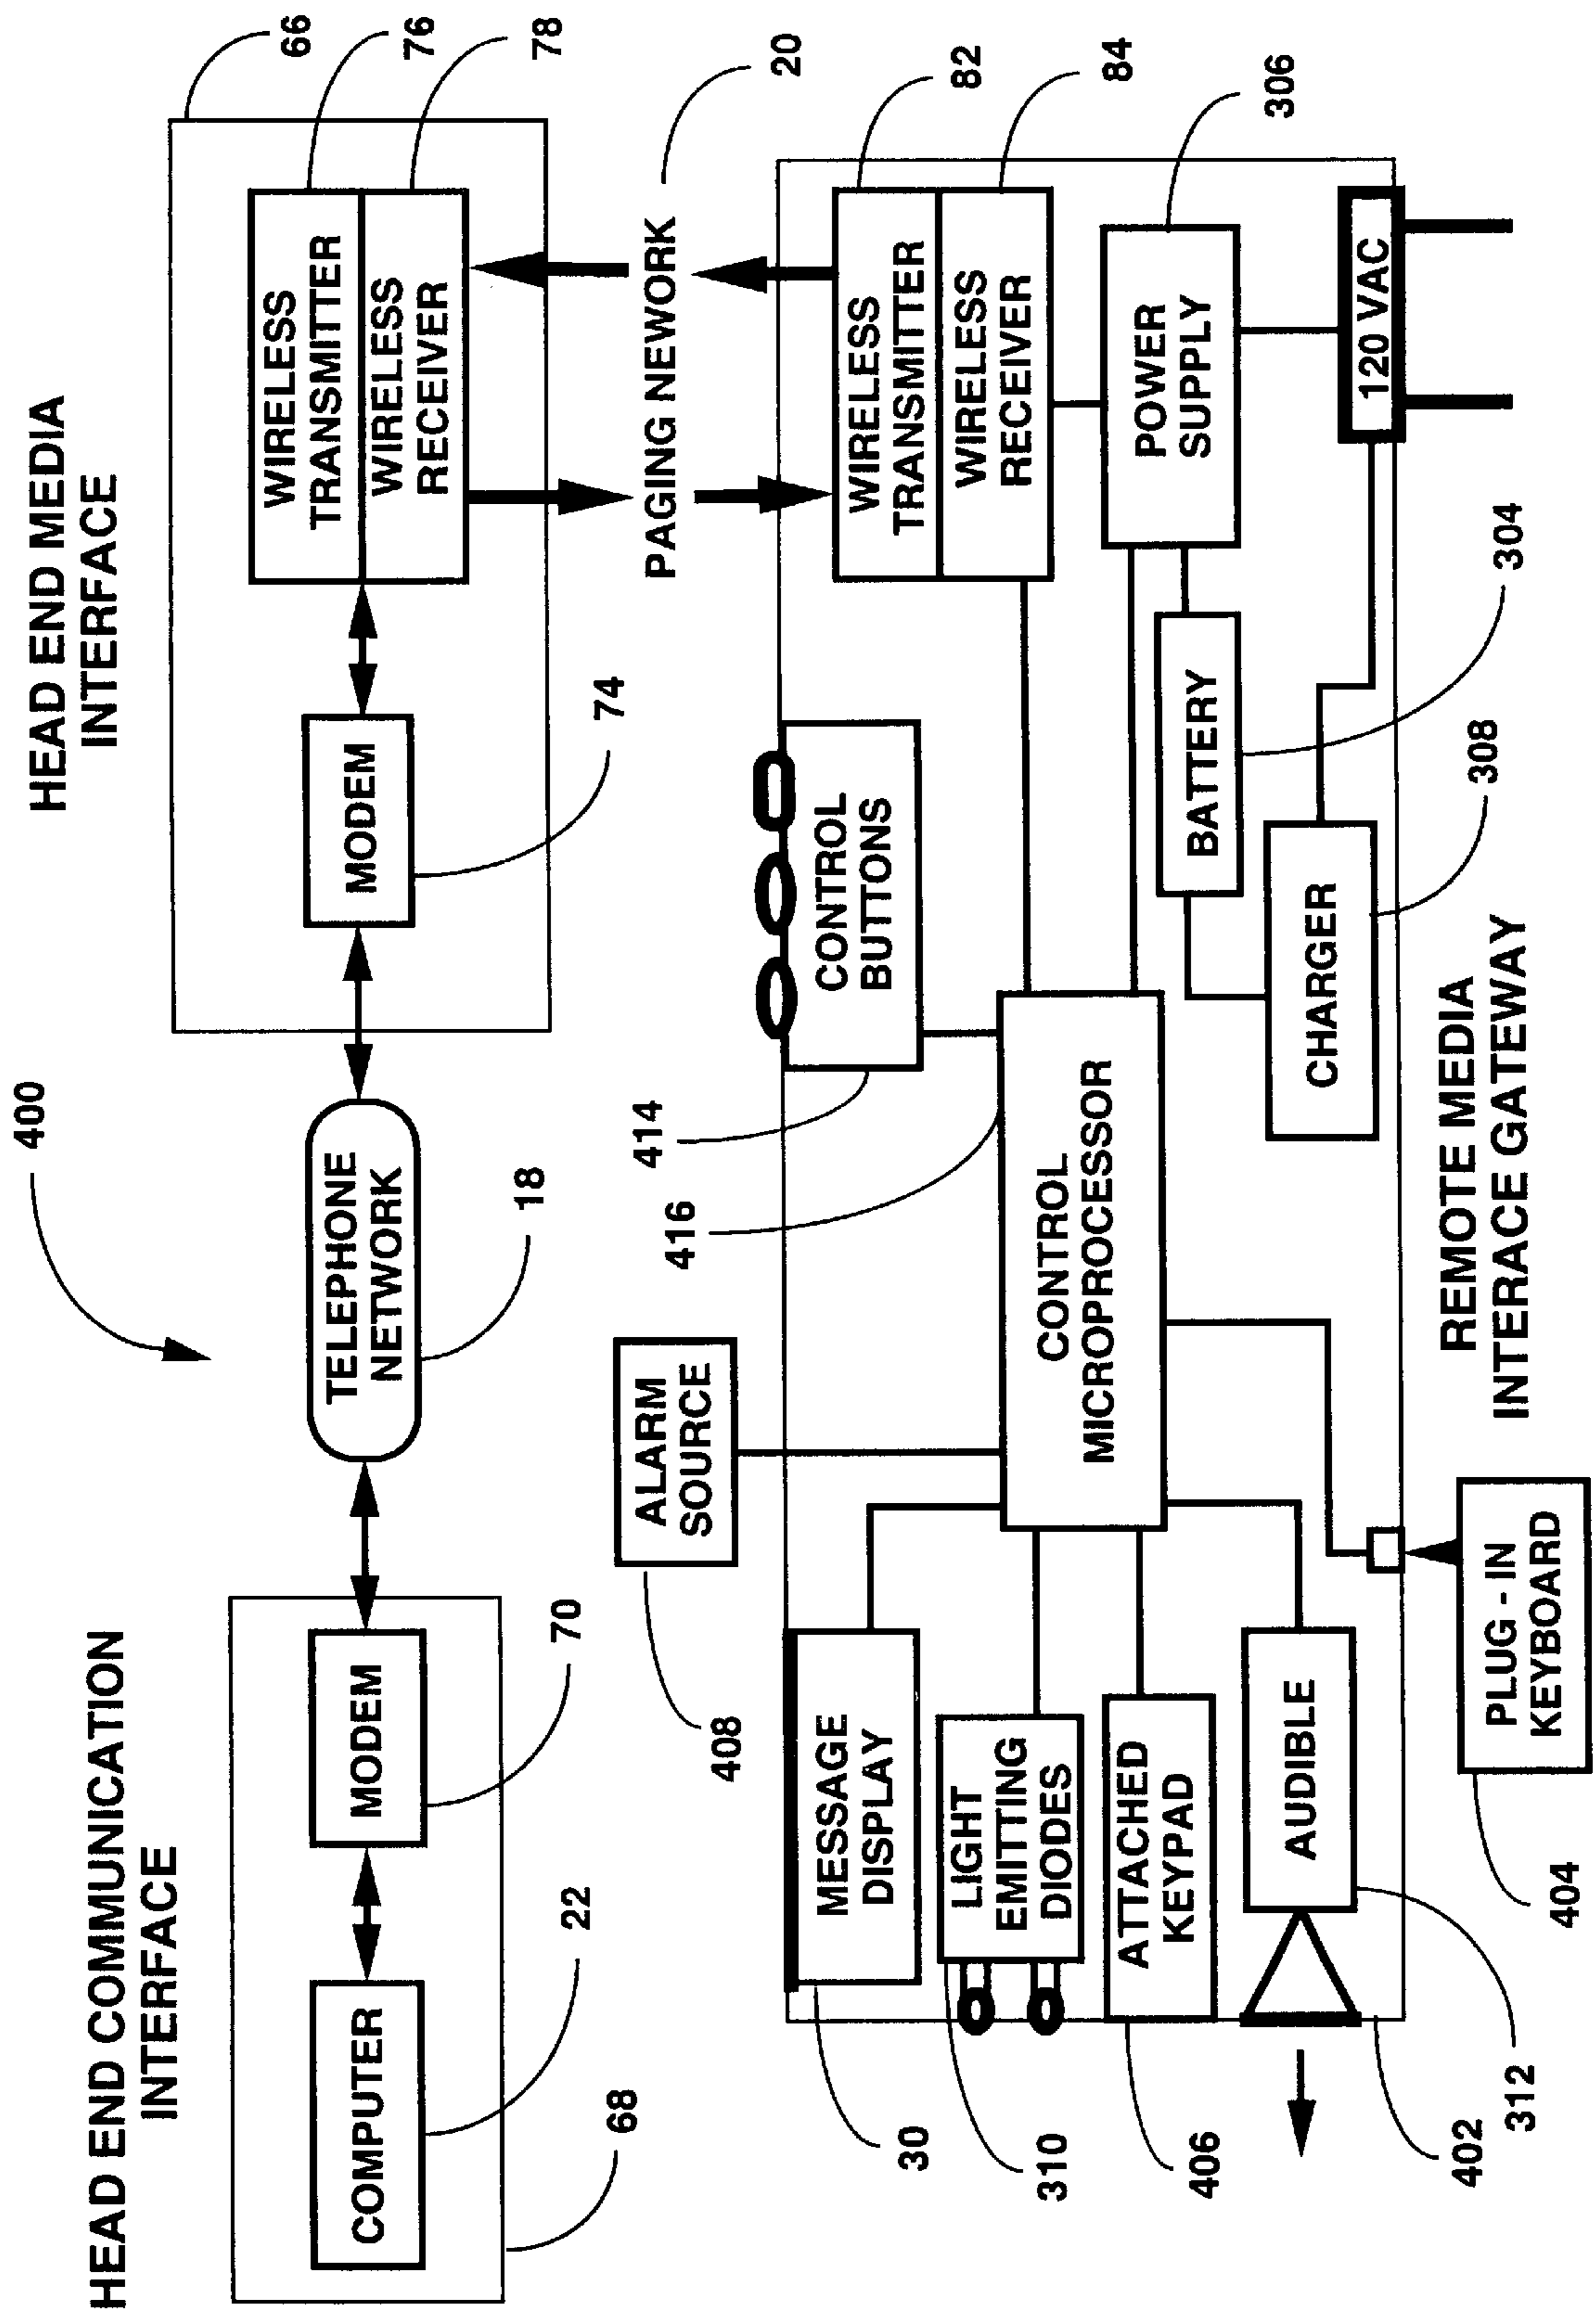 400
HEAD END COMMUNICATION
INTERFACE
COMPUTER
22
68
MODEM
70
TELEPHONE
NETWORK
18
HEAD END MEDIA
INTERFACE
MODEM
74
WIRELESS
TRANSMITTER
WIRELESS
RECEIVER
66
76
78
PAGING NEWORK
20
ALARM
SOURCE
408
416
414
CONTROL
BUTTONS
WIRELESS
TRANSMITTER
WIRELESS
RECEIVER
82
84
MESSAGE
DISPLAY
30
LIGHT
EMITTING
DIODES
310
ATTACHED
KEYPAD
406
AUDIBLE
312
402
CONTROL
MICROPROCESSOR
POWER
SUPPLY
306
BATTERY
304
CHARGER
308
120 VAC
PLUG - IN
KEYBOARD
404
REMOTE MEDIA
INTERACE GATEWAY